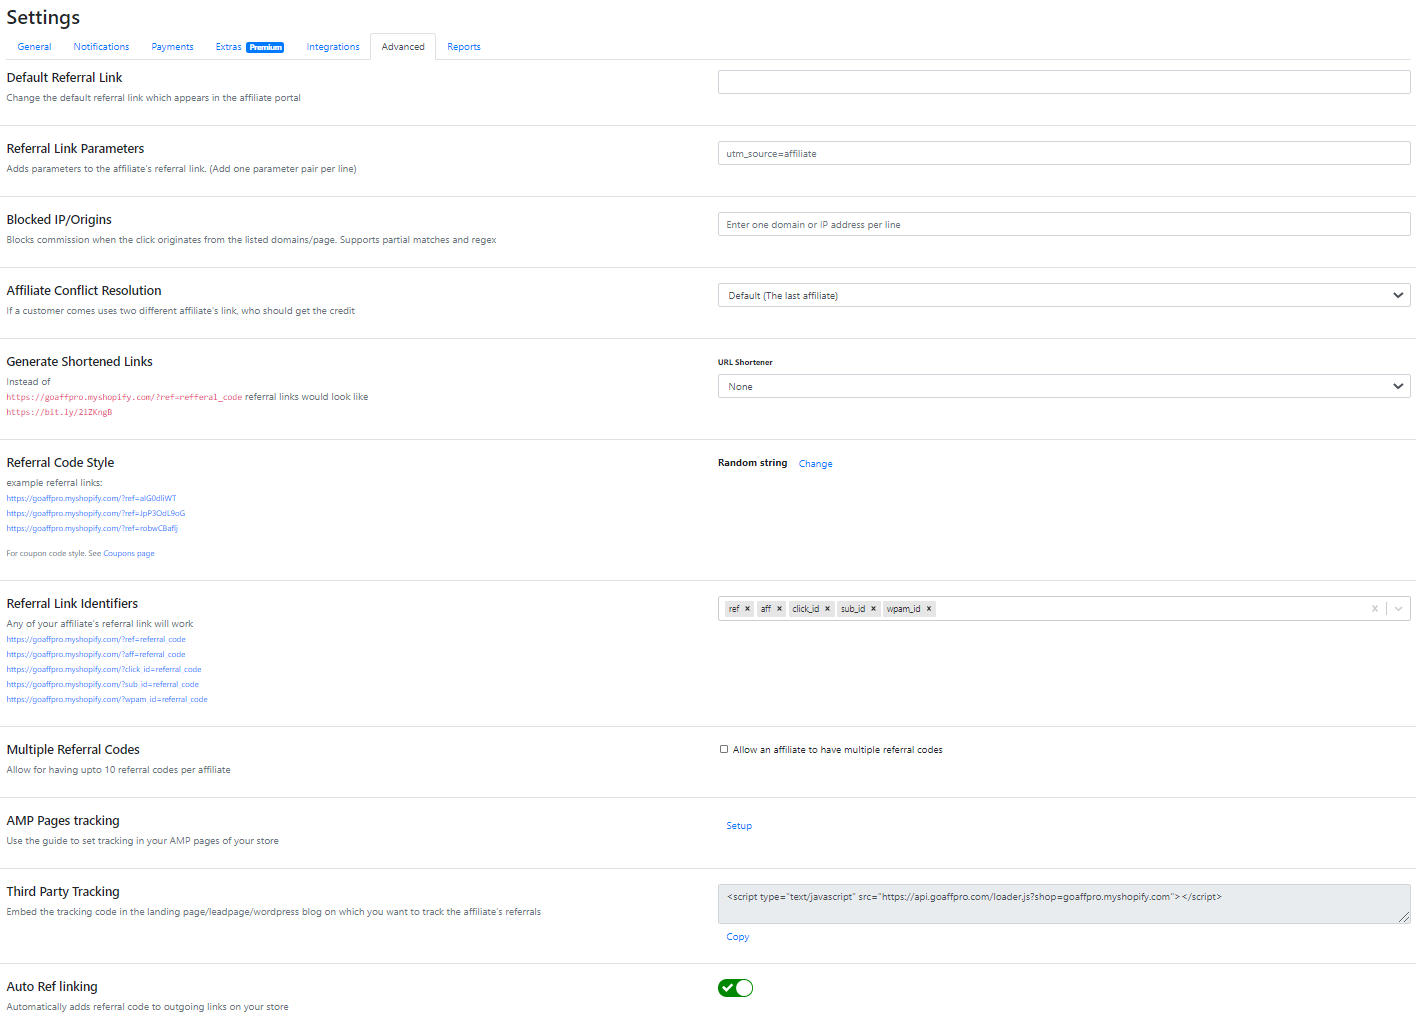 Settings
General Notifications Payments Extras Premium Integrations Advanced Reports
Default Referral Link
Change the default referral link which appears in the affiliate portal
Referral Link Parameters
Adds parameters to the affiliate's referral link. (Add one parameter pair per line)
utm_source=affiliate
Blocked IP/Origins
Blocks commission when the click originates from the listed domains/page. Supports partial matches and regex
Enter one domain or IP address per line
Affiliate Conflict Resolution
If a customer comes uses two different affiliate's link, who should get the credit
Default (The last affiliate)
Generate Shortened Links
Instead of
https://goaffpro.myshopify.com/?ref=refferal_code referral links would look like
https://bit.ly/2lZKngB
URL Shortener
None
Referral Code Style
example referral links:
https://goaffpro.myshopify.com/?ref=alG0dliWT
https://goaffpro.myshopify.com/?ref=JpP3OdL9oG
https://goaffpro.myshopify.com/?ref=robwCBaflj
For coupon code style. See Coupons page
Random string Change
Referral Link Identifiers
Any of your affiliate's referral link will work
https://goaffpro.myshopify.com/?ref=referral_code
https://goaffpro.myshopify.com/?aff=referral_code
https://goaffpro.myshopify.com/?click_id=referral_code
https://goaffpro.myshopify.com/?sub_id=referral_code
https://goaffpro.myshopify.com/?wpam_id=referral_code
ref × aff × click_id × sub_id × wpam_id ×
Multiple Referral Codes
Allow for having upto 10 referral codes per affiliate
Allow an affiliate to have multiple referral codes
AMP Pages tracking
Use the guide to set tracking in your AMP pages of your store
Setup
Third Party Tracking
Embed the tracking code in the landing page/leadpage/wordpress blog on which you want to track the affiliate's referrals
<script type="text/javascript" src="https://api.goaffpro.com/loader.js?shop=goaffpro.myshopify.com"></script>
Copy
Auto Ref linking
Automatically adds referral code to outgoing links on your store